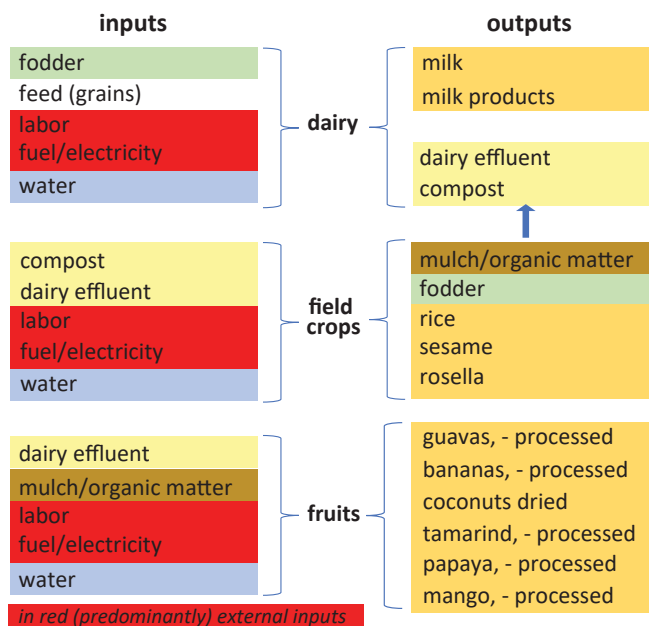 inputs
outputs
fodder
feed (grains)
labor
fuel/electricity
water
dairy
milk
milk products
dairy effluent
compost
compost
dairy effluent
labor
fuel/electricity
water
field
crops
mulch/organic matter
fodder
rice
sesame
rosella
dairy effluent
mulch/organic matter
labor
fuel/electricity
water
fruits
guavas, - processed
bananas, - processed
coconuts dried
tamarind, - processed
papaya, - processed
mango, - processed
in red (predominantly) external inputs